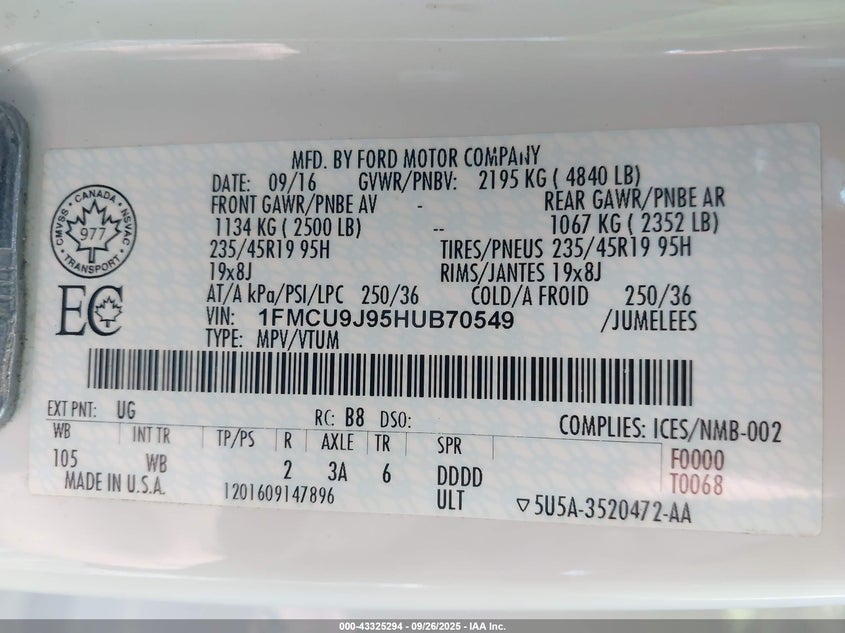 MFD. BY FORD MOTOR COMPANY
DATE: 09/16 GVWR/PNBV: 2195 KG ( 4840 LB)
FRONT GAWR/PNBE AV - REAR GAWR/PNBE AR
1134 KG ( 2500 LB) -- 1067 KG ( 2352 LB)
235/45R19 95H TIRES/PNEUS 235/45R19 95H
19x8J RIMS/JANTES 19x8J
AT/A kPa/PSI/LPC 250/36 COLD/A FROID 250/36
VIN: 1FMCU9J95HUB70549 /JUMELEES
TYPE: MPV/VTUM
CANADA
CMVSS NSVAC
977
TRANSPORT
EC
EXT PNT: UG RC: B8 DSO: COMPLIES: ICES/NMB-002
WB INT TR TP/PS R AXLE TR SPR F0000
105 WB 2 3A 6 DDDD T0068
MADE IN U.S.A. 1201609147896 ULT ▽5U5A-3520472-AA
000-43325294 - 09/26/2025 - IAA Inc.